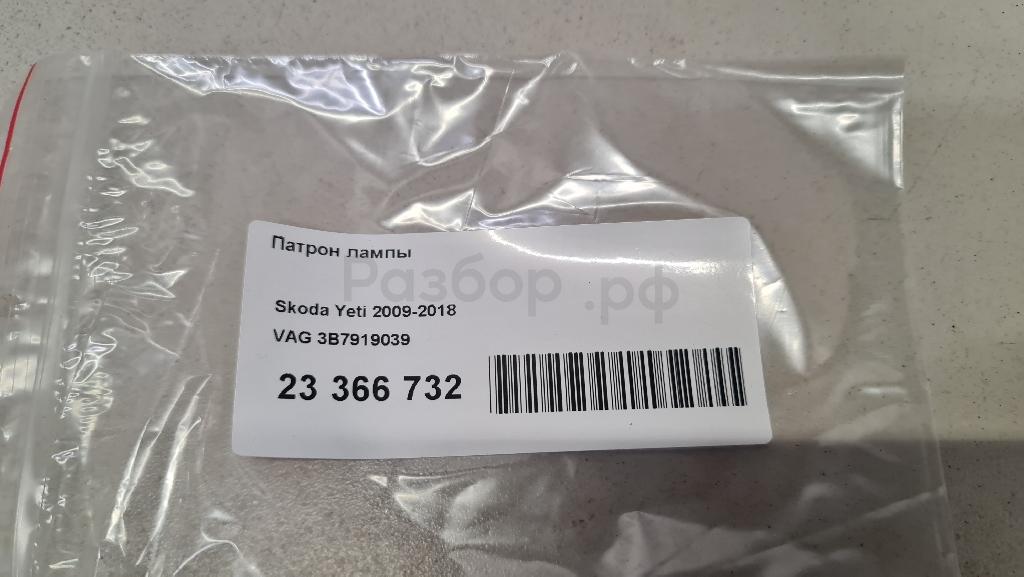 Патрон лампы
Разбор.рф
Skoda Yeti 2009-2018
VAG 3B7919039
23 366 732